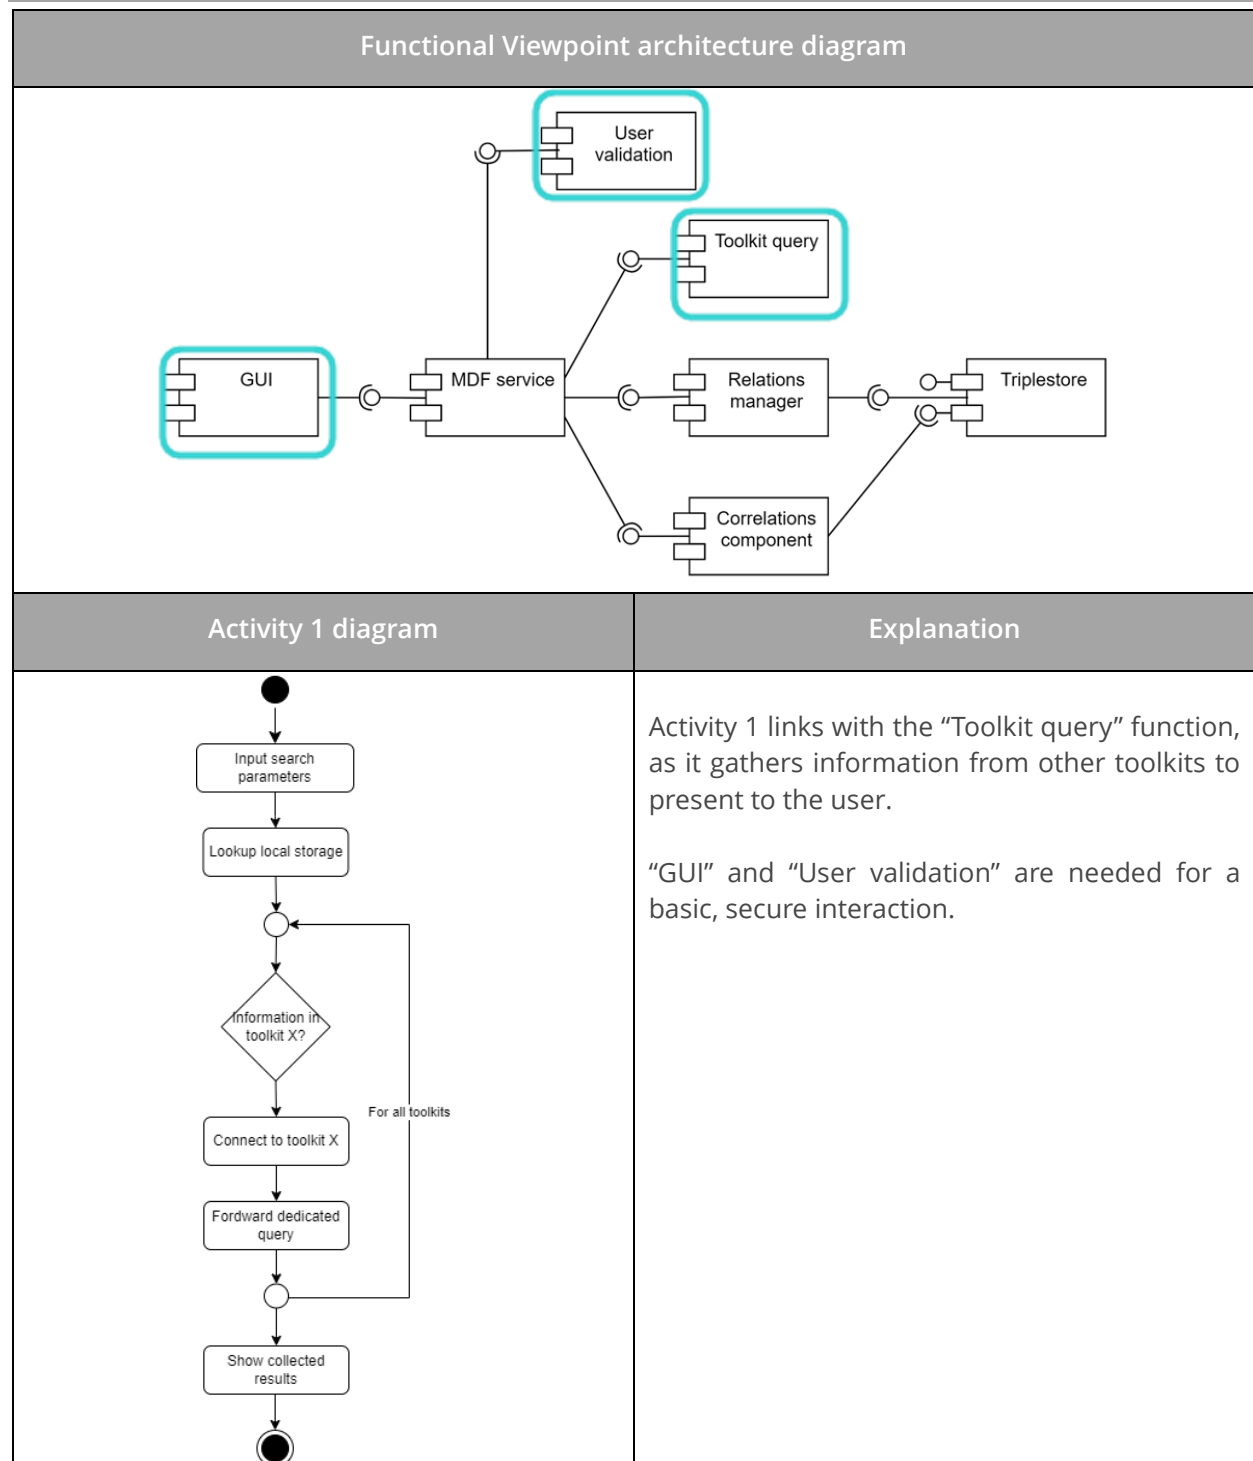 Functional Viewpoint architecture diagram
User
validation
Toolkit query
GUI
MDF service
Relations
manager
Triplestore
Correlations
component
Activity 1 diagram
Explanation
Input search
parameters
Lookup local storage
Information in
toolkit X?
For all toolkits
Connect to toolkit X
Fordward dedicated
query
Show collected
results
Activity 1 links with the “Toolkit query” function,
as it gathers information from other toolkits to
present to the user.
“GUI” and “User validation” are needed for a
basic, secure interaction.